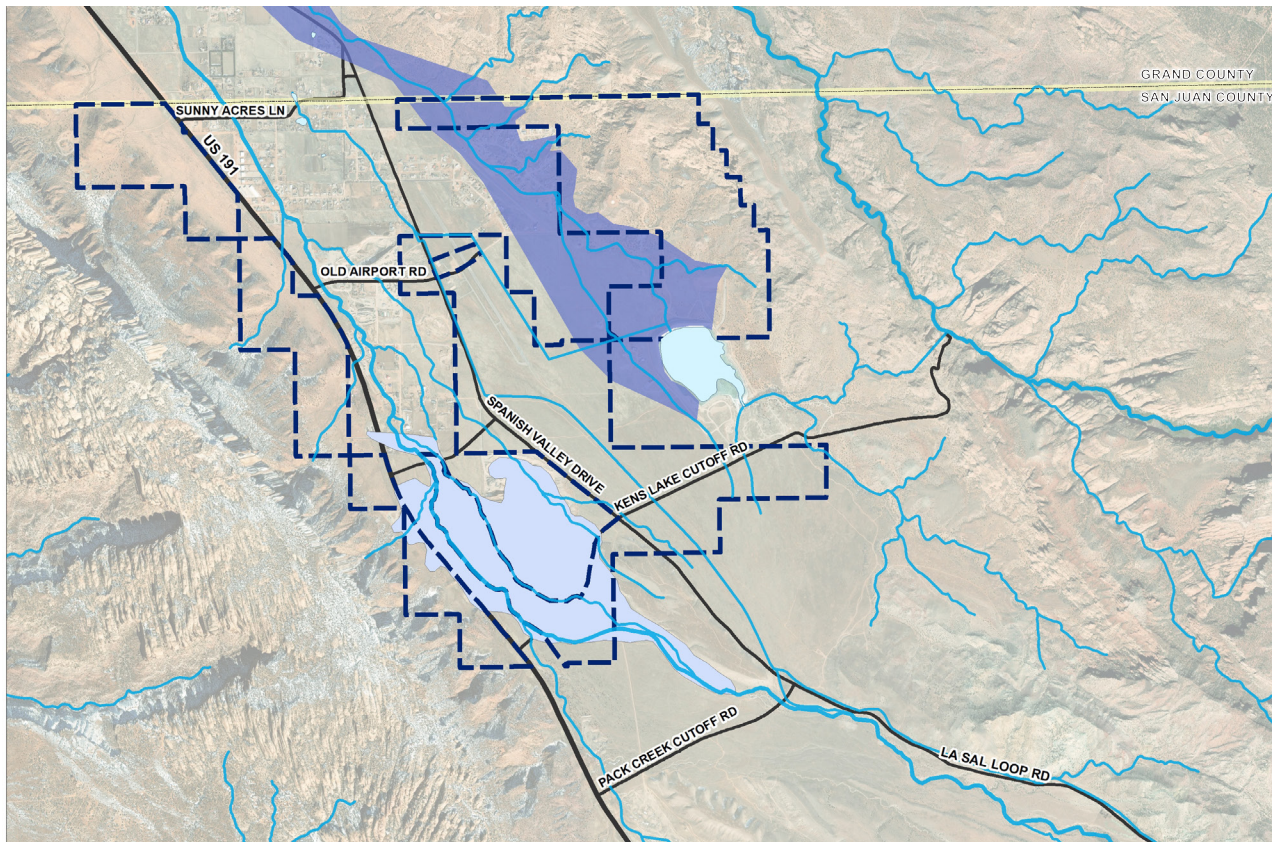 GRAND COUNTY
SAN JUAN COUNTY
SUNNY ACRES LN
US 191
OLD AIRPORT RD
SPANISH VALLEY DRIVE
KENS LAKE CUTOFF RD
PACK CREEK CUTOFF RD
LA SAL LOOP RD